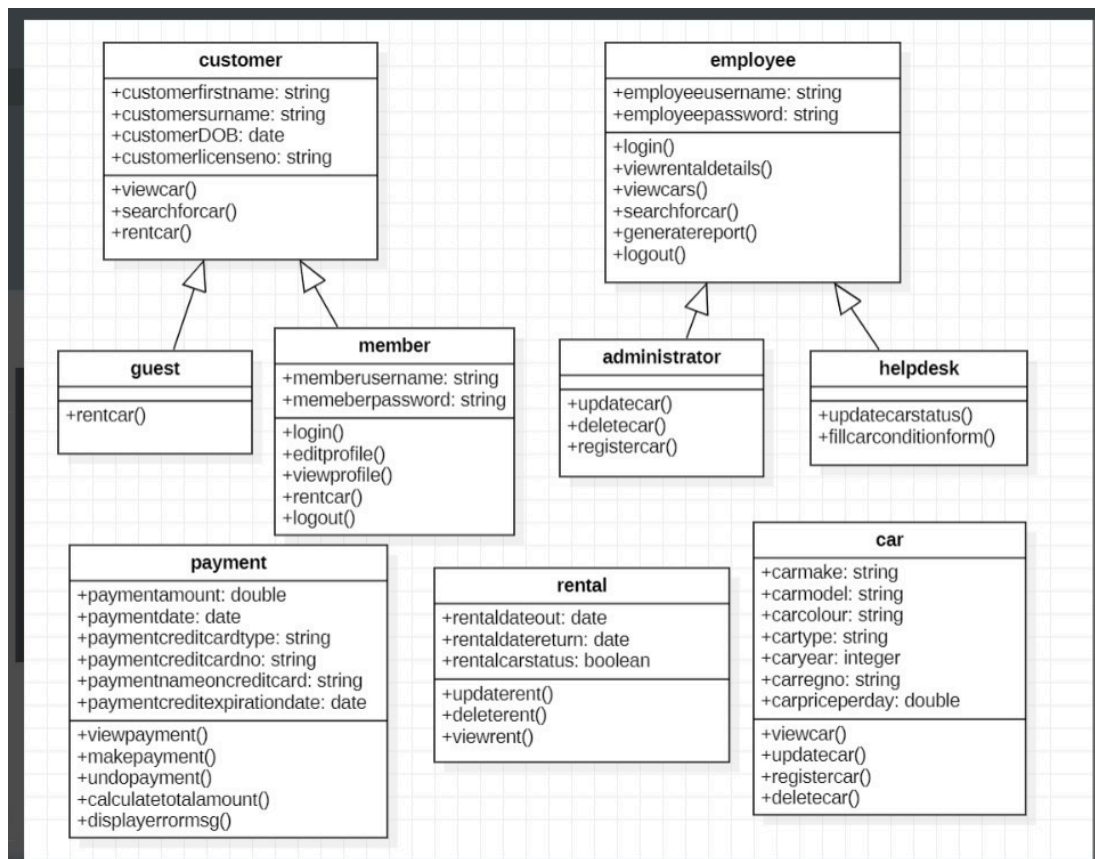 customer
+customerfirstname: string
+customersurname: string
+customerDOB: date
+customerlicenseno: string
+viewcar()
+searchforcar()
+rentcar()
employee
+employeeusername: string
+employeepassword: string
+login()
+viewrentaldetails()
+viewcars()
+searchforcar()
+generatereport()
+logout()
guest
+rentcar()
member
+memberusername: string
+memeberpassword: string
+login()
+editprofile()
+viewprofile()
+rentcar()
+logout()
administrator
+updatecar()
+deletecar()
+registercar()
helpdesk
+updatecarstatus()
+fillcarconditionform()
payment
+paymentamount: double
+paymentdate: date
+paymentcreditcardtype: string
+paymentcreditcardno: string
+paymentnameoncreditcard: string
+paymentcreditexpirationdate: date
+viewpayment()
+makepayment()
+undopayment()
+calculatetotalamount()
+displayerrormsg()
rental
+rentaldateout: date
+rentaldatereturn: date
+rentalcarstatus: boolean
+updaterent()
+deleterent()
+viewrent()
car
+carmake: string
+carmodel: string
+carcolour: string
+cartype: string
+caryear: integer
+carregno: string
+carpriceperday: double
+viewcar()
+updatecar()
+registercar()
+deletecar()